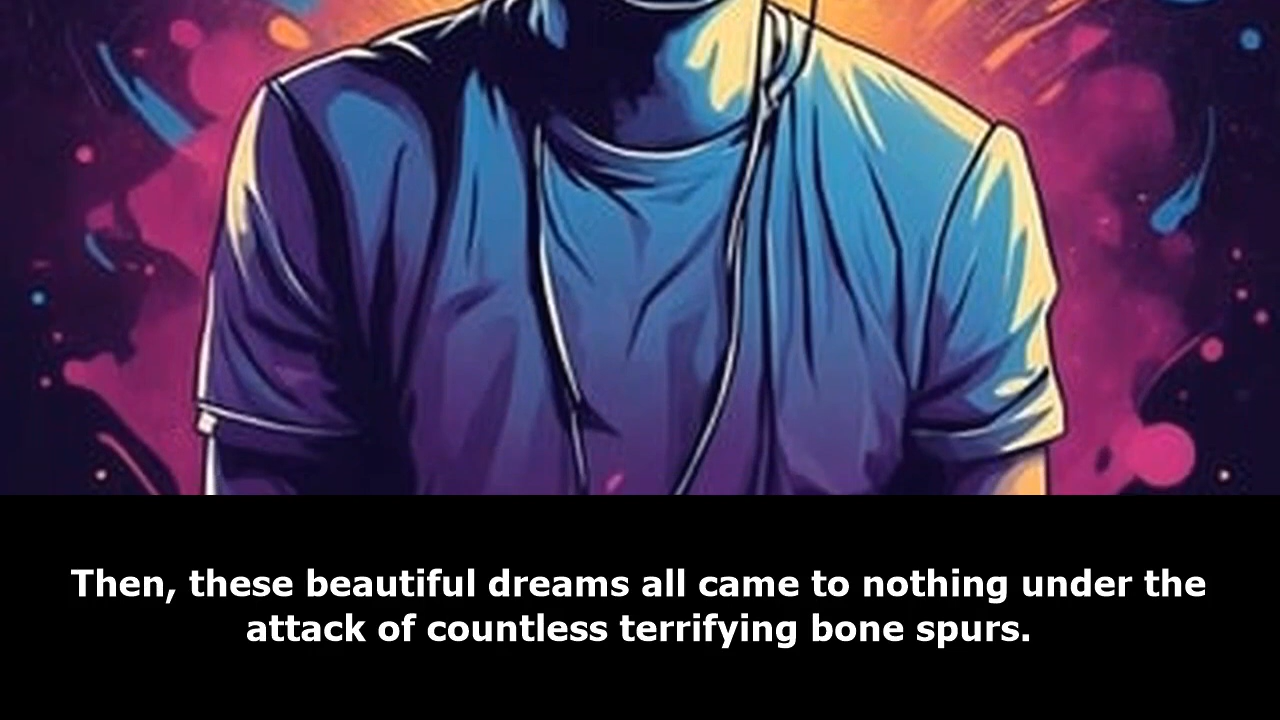 Then, these beautiful dreams all came to nothing under the
attack of countless terrifying bone spurs.